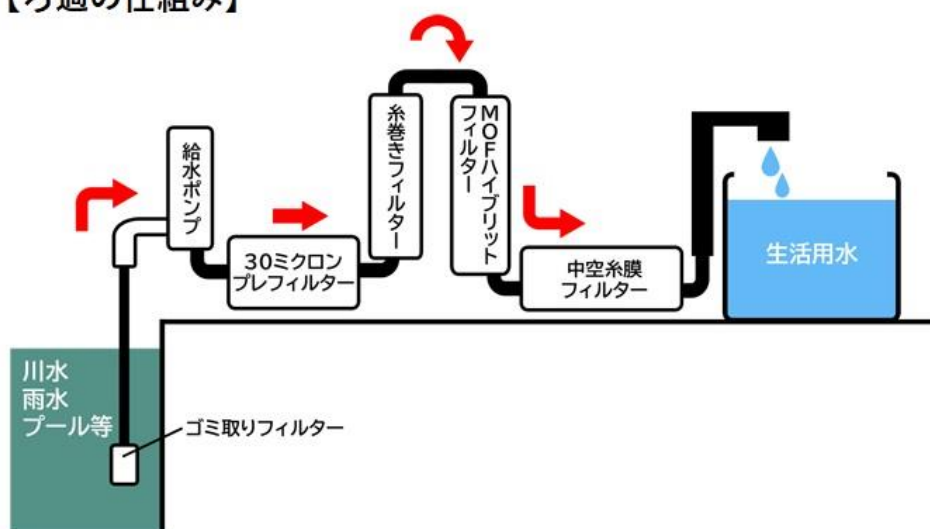 【ろ過の仕組み】
給水ポンプ
30ミクロン
プレフィルター
糸巻きフィルター
MOFハイブリット
フィルター
中空糸膜
フィルター
生活用水
川水
雨水
プール等
ゴミ取りフィルター